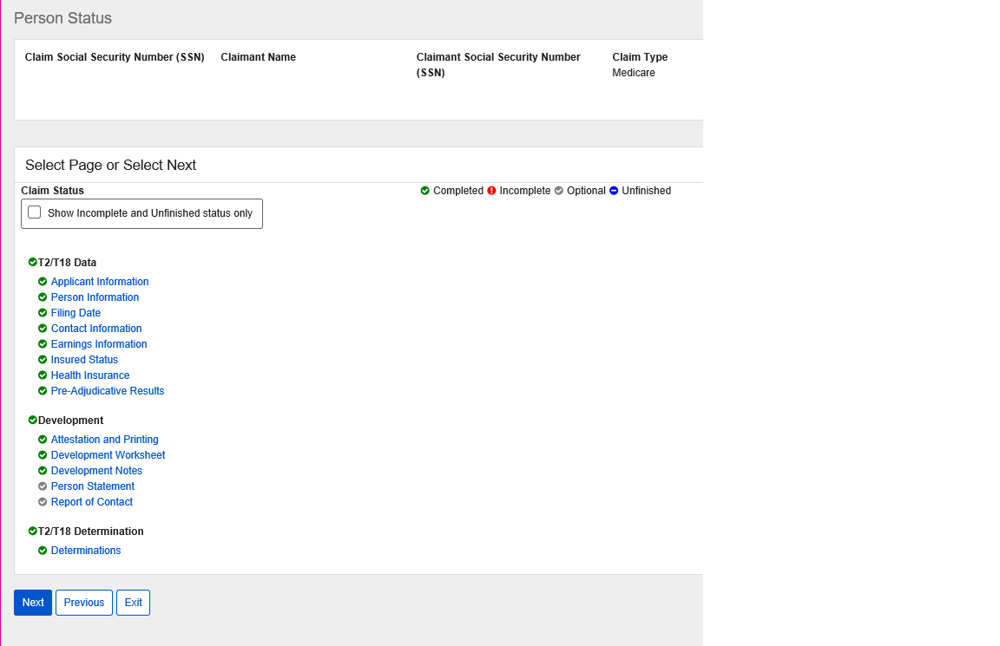 Person Status
Claim Social Security Number (SSN) Claimant Name Claimant Social Security Number (SSN) Claim Type
Medicare
Select Page or Select Next
Claim Status Completed Incomplete Optional Unfinished
Show Incomplete and Unfinished status only
T2/T18 Data
Applicant Information
Person Information
Filing Date
Contact Information
Earnings Information
Insured Status
Health Insurance
Pre-Adjudicative Results
Development
Attestation and Printing
Development Worksheet
Development Notes
Person Statement
Report of Contact
T2/T18 Determination
Determinations
Next Previous Exit